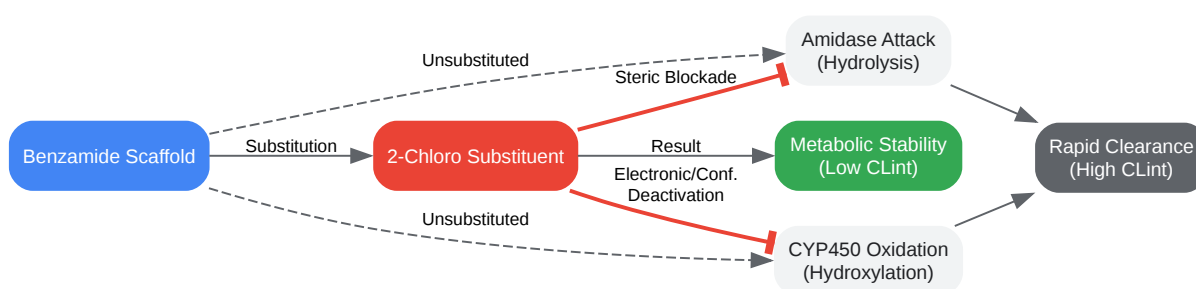 Benzamide Scaffold
Unsubstituted
Substitution
Unsubstituted
2-Chloro Substituent
Steric Blockade
Result
Electronic/Conf.
Deactivation
Amidase Attack
(Hydrolysis)
Metabolic Stability
(Low CLint)
CYP450 Oxidation
(Hydroxylation)
Rapid Clearance
(High CLint)